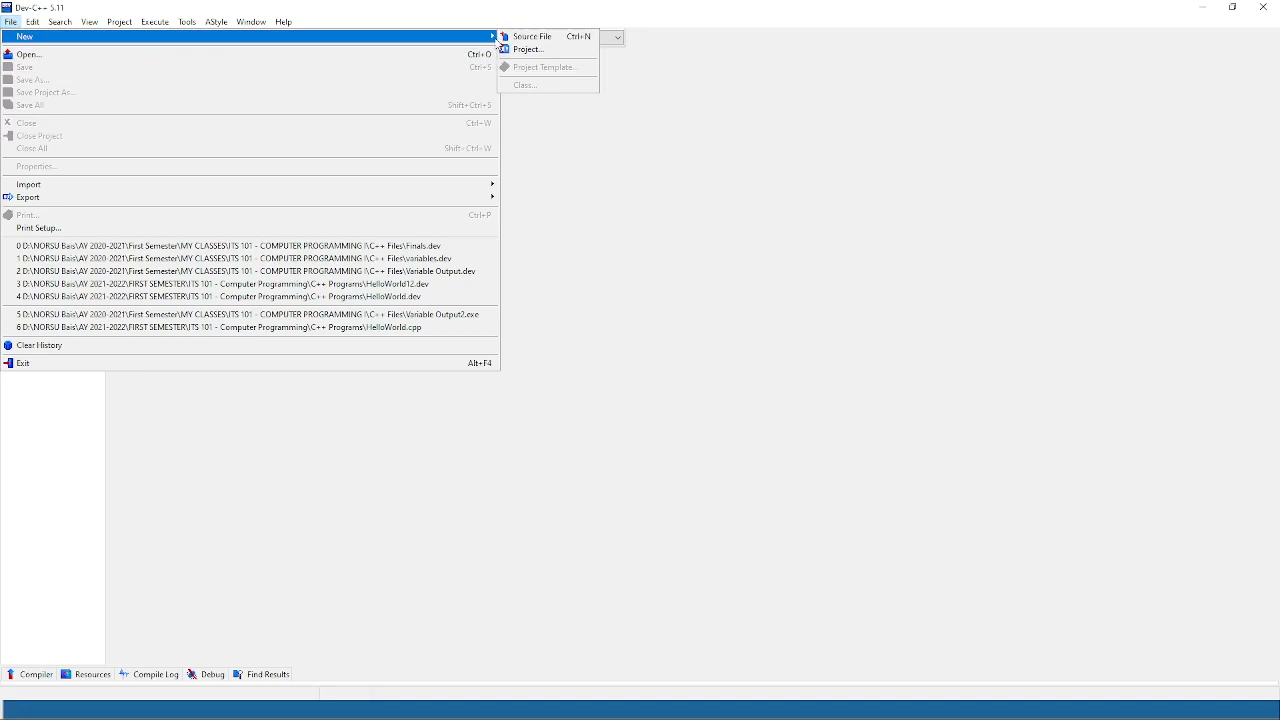 Dev-C++ 5.11
File Edit Search View Project Execute Tools AStyle Window Help
New
Source File Ctrl+N
Project...
Project Template...
Class...
Open... Ctrl+O
Save Ctrl+S
Save As...
Save Project As...
Save All Shift+Ctrl+S
Close Ctrl+W
Close Project
Close All Shift+Ctrl+W
Properties...
Import
Export
Print... Ctrl+P
Print Setup...
0 D:\NORSU Bais\AY 2020-2021\First Semester\MY CLASSES\ITS 101 - COMPUTER PROGRAMMING I\C++ Files\Finals.dev
1 D:\NORSU Bais\AY 2020-2021\First Semester\MY CLASSES\ITS 101 - COMPUTER PROGRAMMING I\C++ Files\variables.dev
2 D:\NORSU Bais\AY 2020-2021\First Semester\MY CLASSES\ITS 101 - COMPUTER PROGRAMMING I\C++ Files\Variable Output.dev
3 D:\NORSU Bais\AY 2021-2022\FIRST SEMESTER\ITS 101 - Computer Programming\C++ Programs\HelloWorld12.dev
4 D:\NORSU Bais\AY 2021-2022\FIRST SEMESTER\ITS 101 - Computer Programming\C++ Programs\HelloWorld.dev
5 D:\NORSU Bais\AY 2020-2021\First Semester\MY CLASSES\ITS 101 - COMPUTER PROGRAMMING I\C++ Files\Variable Output2.exe
6 D:\NORSU Bais\AY 2021-2022\FIRST SEMESTER\ITS 101 - Computer Programming\C++ Programs\HelloWorld.cpp
Clear History
Exit Alt+F4
Compiler Resources Compile Log Debug Find Results